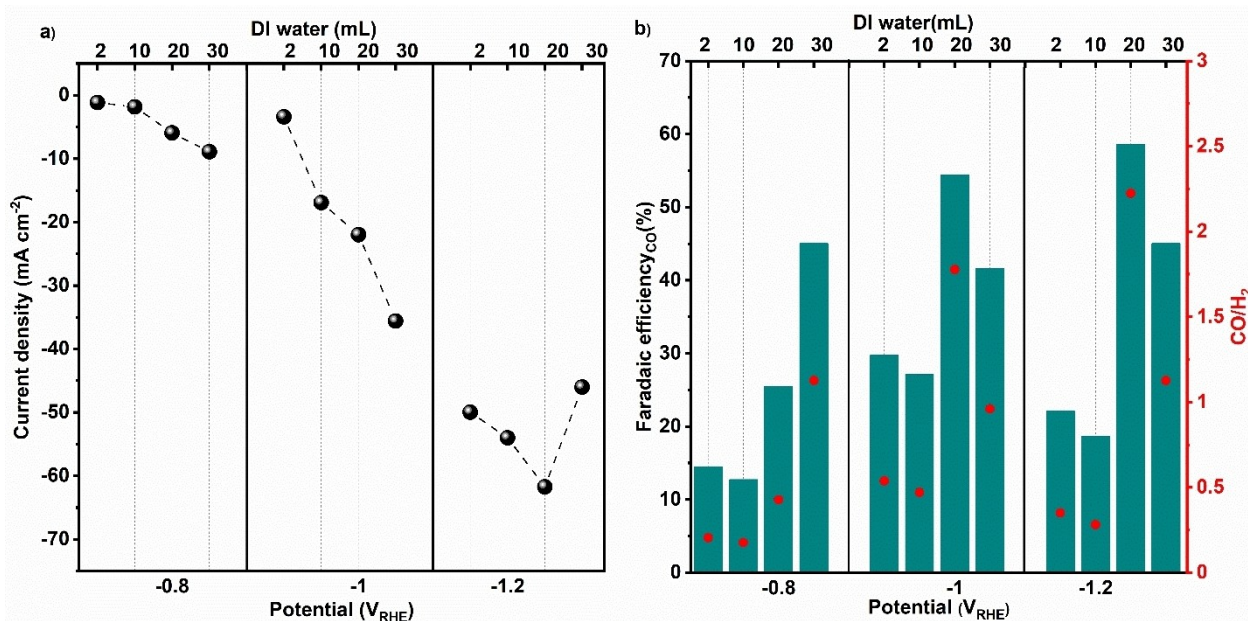 a)
DI water (mL)
2 10 20 30 2 10 20 30 2 10 20 30
Current density (mA cm⁻²)
0
-10
-20
-30
-40
-50
-60
-70
-0.8 -1 -1.2
Potential (V_RHE)
b)
DI water(mL)
2 10 20 30 2 10 20 30 2 10 20 30
Faradaic efficiency_CO(%)
70
60
50
40
30
20
10
0
CO/H₂
3
2.5
2
1.5
1
0.5
0
-0.8 -1 -1.2
Potential (V_RHE)